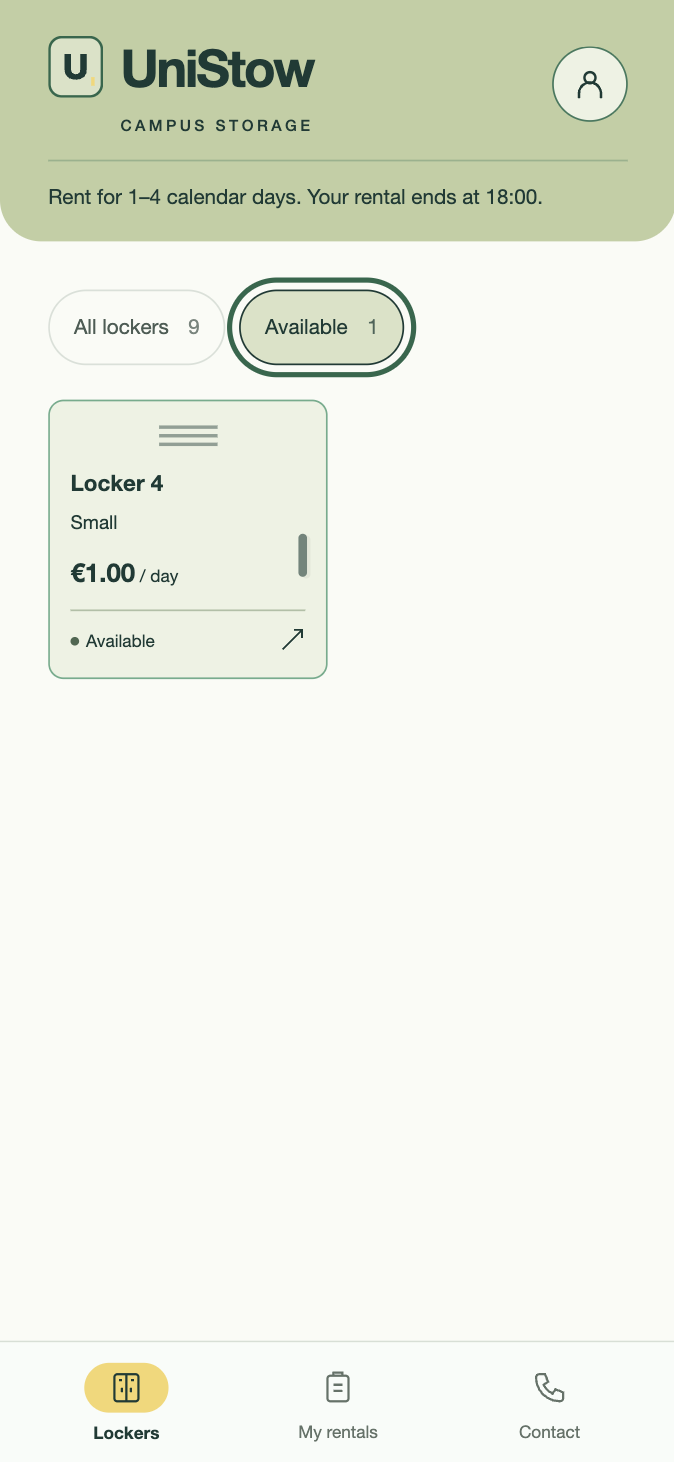 U
UniStow
CAMPUS STORAGE
Rent for 1–4 calendar days. Your rental ends at 18:00.
All lockers 9
Available 1
Locker 4
Small
€1.00 / day
Available
Lockers
My rentals
Contact